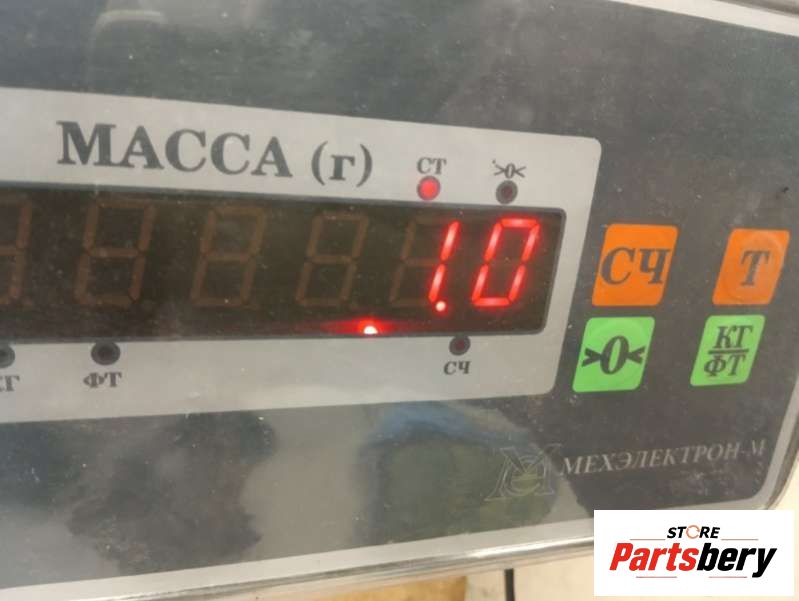 МАССА (г)
СТ
>0<
1.0
ФТ
СЧ
СЧ
Т
>0<
КГ
ФТ
МЕХЭЛЕКТРОН-М
STORE
Partsbery